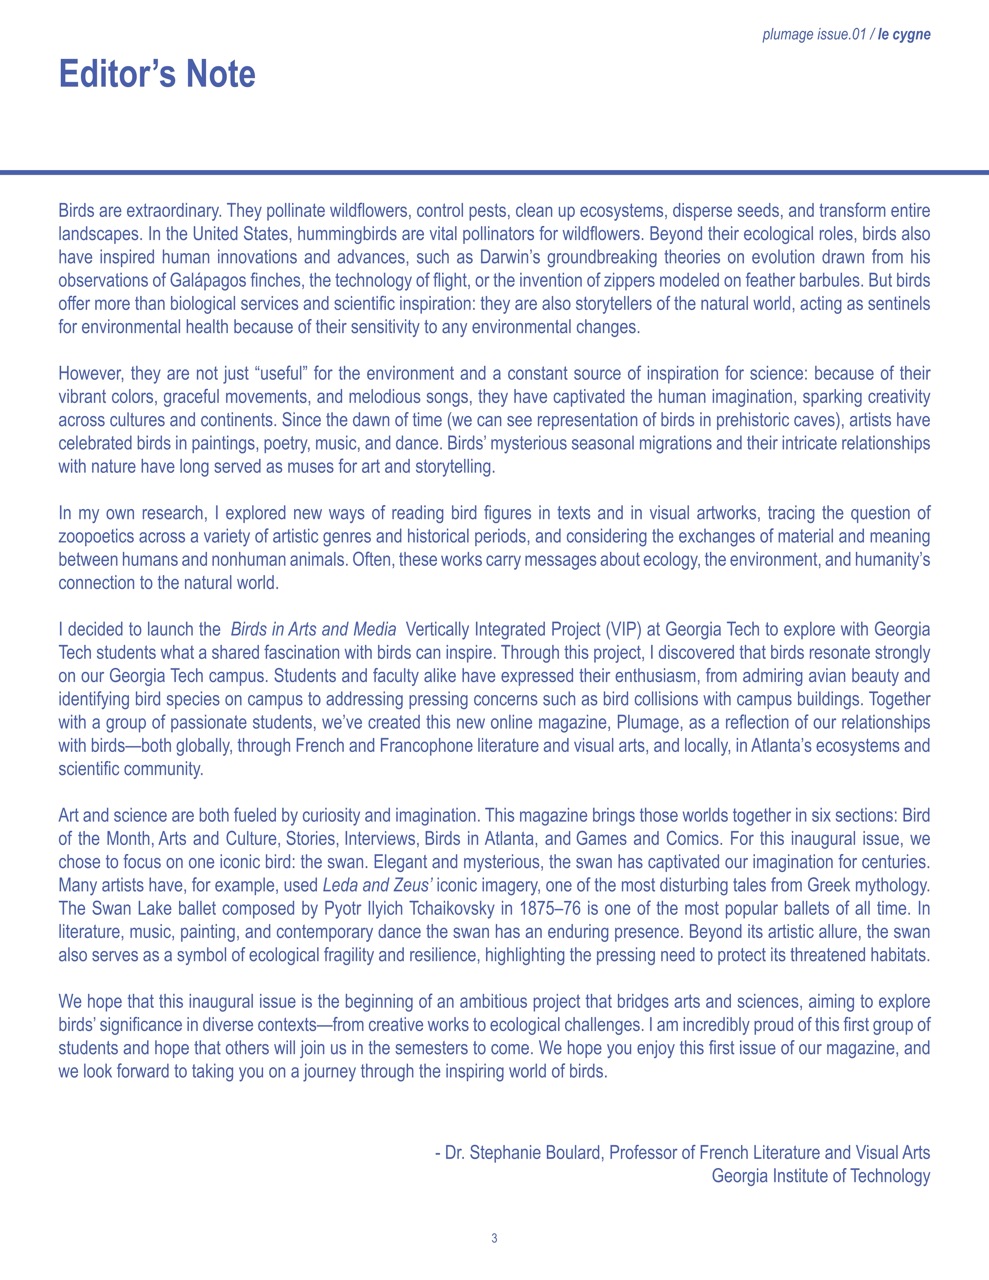 plumage issue.01 / le cygne
Editor’s Note
Birds are extraordinary. They pollinate wildflowers, control pests, clean up ecosystems, disperse seeds, and transform entire
landscapes. In the United States, hummingbirds are vital pollinators for wildflowers. Beyond their ecological roles, birds also
have inspired human innovations and advances, such as Darwin’s groundbreaking theories on evolution drawn from his
observations of Galápagos finches, the technology of flight, or the invention of zippers modeled on feather barbules. But birds
offer more than biological services and scientific inspiration: they are also storytellers of the natural world, acting as sentinels
for environmental health because of their sensitivity to any environmental changes.
However, they are not just “useful” for the environment and a constant source of inspiration for science: because of their
vibrant colors, graceful movements, and melodious songs, they have captivated the human imagination, sparking creativity
across cultures and continents. Since the dawn of time (we can see representation of birds in prehistoric caves), artists have
celebrated birds in paintings, poetry, music, and dance. Birds’ mysterious seasonal migrations and their intricate relationships
with nature have long served as muses for art and storytelling.
In my own research, I explored new ways of reading bird figures in texts and in visual artworks, tracing the question of
zoopoetics across a variety of artistic genres and historical periods, and considering the exchanges of material and meaning
between humans and nonhuman animals. Often, these works carry messages about ecology, the environment, and humanity’s
connection to the natural world.
I decided to launch the Birds in Arts and Media Vertically Integrated Project (VIP) at Georgia Tech to explore with Georgia
Tech students what a shared fascination with birds can inspire. Through this project, I discovered that birds resonate strongly
on our Georgia Tech campus. Students and faculty alike have expressed their enthusiasm, from admiring avian beauty and
identifying bird species on campus to addressing pressing concerns such as bird collisions with campus buildings. Together
with a group of passionate students, we’ve created this new online magazine, Plumage, as a reflection of our relationships
with birds—both globally, through French and Francophone literature and visual arts, and locally, in Atlanta’s ecosystems and
scientific community.
Art and science are both fueled by curiosity and imagination. This magazine brings those worlds together in six sections: Bird
of the Month, Arts and Culture, Stories, Interviews, Birds in Atlanta, and Games and Comics. For this inaugural issue, we
chose to focus on one iconic bird: the swan. Elegant and mysterious, the swan has captivated our imagination for centuries.
Many artists have, for example, used Leda and Zeus’ iconic imagery, one of the most disturbing tales from Greek mythology.
The Swan Lake ballet composed by Pyotr Ilyich Tchaikovsky in 1875–76 is one of the most popular ballets of all time. In
literature, music, painting, and contemporary dance the swan has an enduring presence. Beyond its artistic allure, the swan
also serves as a symbol of ecological fragility and resilience, highlighting the pressing need to protect its threatened habitats.
We hope that this inaugural issue is the beginning of an ambitious project that bridges arts and sciences, aiming to explore
birds’ significance in diverse contexts—from creative works to ecological challenges. I am incredibly proud of this first group of
students and hope that others will join us in the semesters to come. We hope you enjoy this first issue of our magazine, and
we look forward to taking you on a journey through the inspiring world of birds.
- Dr. Stephanie Boulard, Professor of French Literature and Visual Arts
Georgia Institute of Technology
3